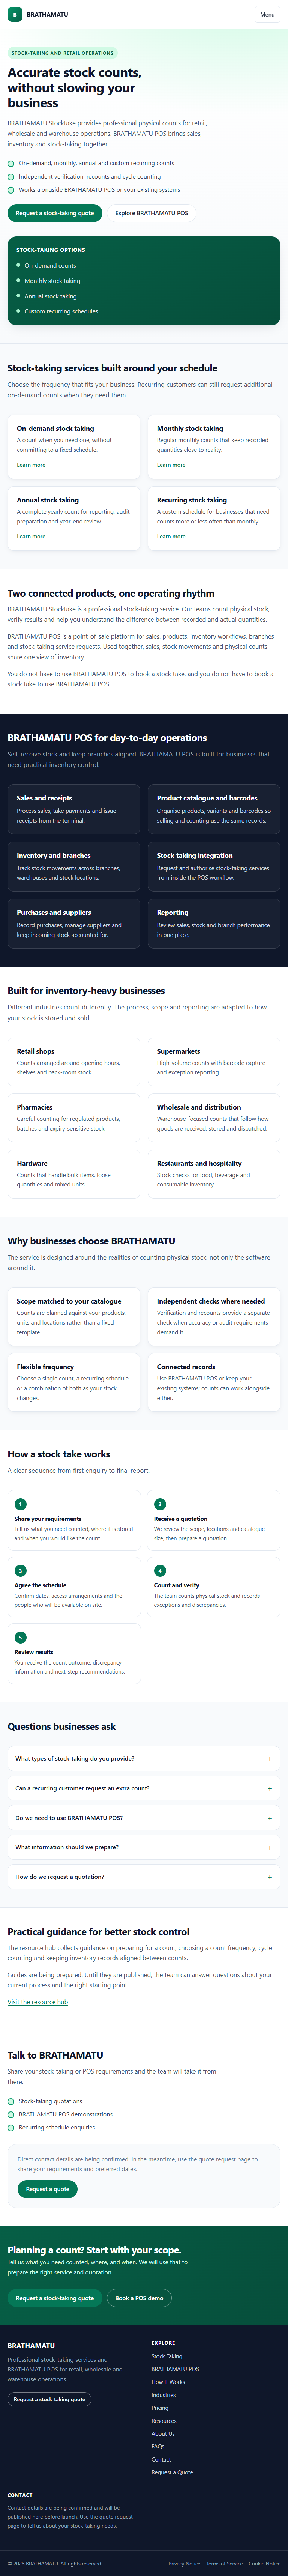 B BRATHAMATU Menu
STOCK-TAKING AND RETAIL OPERATIONS
Accurate stock counts,
without slowing your
business
BRATHAMATU Stocktake provides professional physical counts for retail,
wholesale and warehouse operations. BRATHAMATU POS brings sales,
inventory and stock-taking together.
On-demand, monthly, annual and custom recurring counts
Independent verification, recounts and cycle counting
Works alongside BRATHAMATU POS or your existing systems
Request a stock-taking quote Explore BRATHAMATU POS
STOCK-TAKING OPTIONS
On-demand counts
Monthly stock taking
Annual stock taking
Custom recurring schedules
Stock-taking services built around your schedule
Choose the frequency that fits your business. Recurring customers can still request additional
on-demand counts when they need them.
On-demand stock taking
A count when you need one, without
committing to a fixed schedule.
Learn more
Monthly stock taking
Regular monthly counts that keep recorded
quantities close to reality.
Learn more
Annual stock taking
A complete yearly count for reporting, audit
preparation and year-end review.
Learn more
Recurring stock taking
A custom schedule for businesses that need
counts more or less often than monthly.
Learn more
Two connected products, one operating rhythm
BRATHAMATU Stocktake is a professional stock-taking service. Our teams count physical stock,
verify results and help you understand the difference between recorded and actual quantities.
BRATHAMATU POS is a point-of-sale platform for sales, products, inventory workflows, branches
and stock-taking service requests. Used together, sales, stock movements and physical counts
share one view of inventory.
You do not have to use BRATHAMATU POS to book a stock take, and you do not have to book a
stock take to use BRATHAMATU POS.
BRATHAMATU POS for day-to-day operations
Sell, receive stock and keep branches aligned. BRATHAMATU POS is built for businesses that
need practical inventory control.
Sales and receipts
Process sales, take payments and issue
receipts from the terminal.
Product catalogue and barcodes
Organise products, variants and barcodes so
selling and counting use the same records.
Inventory and branches
Track stock movements across branches,
warehouses and stock locations.
Stock-taking integration
Request and authorise stock-taking services
from inside the POS workflow.
Purchases and suppliers
Record purchases, manage suppliers and
keep incoming stock accounted for.
Reporting
Review sales, stock and branch performance
in one place.
Built for inventory-heavy businesses
Different industries count differently. The process, scope and reporting are adapted to how
your stock is stored and sold.
Retail shops
Counts arranged around opening hours,
shelves and back-room stock.
Supermarkets
High-volume counts with barcode capture
and exception reporting.
Pharmacies
Careful counting for regulated products,
batches and expiry-sensitive stock.
Wholesale and distribution
Warehouse-focused counts that follow how
goods are received, stored and dispatched.
Hardware
Counts that handle bulk items, loose
quantities and mixed units.
Restaurants and hospitality
Stock checks for food, beverage and
consumable inventory.
Why businesses choose BRATHAMATU
The service is designed around the realities of counting physical stock, not only the software
around it.
Scope matched to your catalogue
Counts are planned against your products,
units and locations rather than a fixed
template.
Independent checks where needed
Verification and recounts provide a separate
check when accuracy or audit requirements
demand it.
Flexible frequency
Choose a single count, a recurring schedule
or a combination of both as your stock
changes.
Connected records
Use BRATHAMATU POS or keep your
existing systems; counts can work alongside
either.
How a stock take works
A clear sequence from first enquiry to final report.
1
Share your requirements
Tell us what you need counted, where it is stored
and when you would like the count.
2
Receive a quotation
We review the scope, locations and catalogue
size, then prepare a quotation.
3
Agree the schedule
Confirm dates, access arrangements and the
people who will be available on site.
4
Count and verify
The team counts physical stock and records
exceptions and discrepancies.
5
Review results
You receive the count outcome, discrepancy
information and next-step recommendations.
Questions businesses ask
What types of stock-taking do you provide? +
Can a recurring customer request an extra count? +
Do we need to use BRATHAMATU POS? +
What information should we prepare? +
How do we request a quotation? +
Practical guidance for better stock control
The resource hub collects guidance on preparing for a count, choosing a count frequency, cycle
counting and keeping inventory records aligned between counts.
Guides are being prepared. Until they are published, the team can answer questions about your
current process and the right starting point.
Visit the resource hub
Talk to BRATHAMATU
Share your stock-taking or POS requirements and the team will take it from
there.
Stock-taking quotations
BRATHAMATU POS demonstrations
Recurring schedule enquiries
Direct contact details are being confirmed. In the meantime, use the quote request page to
share your requirements and preferred dates.
Request a quote
Planning a count? Start with your scope.
Tell us what you need counted, where, and when. We will use that to
prepare the right service and quotation.
Request a stock-taking quote Book a POS demo
BRATHAMATU
Professional stock-taking services and
BRATHAMATU POS for retail, wholesale and
warehouse operations.
Request a stock-taking quote
EXPLORE
Stock Taking
BRATHAMATU POS
How It Works
Industries
Pricing
Resources
About Us
FAQs
Contact
Request a Quote
CONTACT
Contact details are being confirmed and will be
published here before launch. Use the quote request
page to tell us about your stock-taking needs.
© 2026 BRATHAMATU. All rights reserved. Privacy Notice Terms of Service Cookie Notice